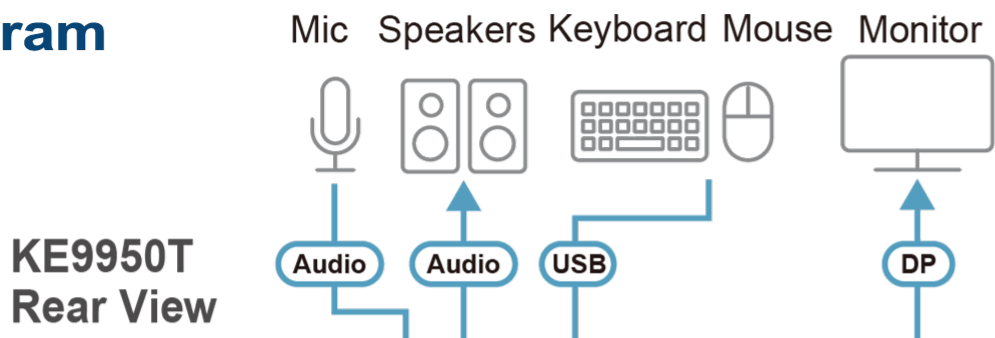 ram
Mic Speakers Keyboard Mouse Monitor
KE9950T
Rear View
Audio Audio USB DP